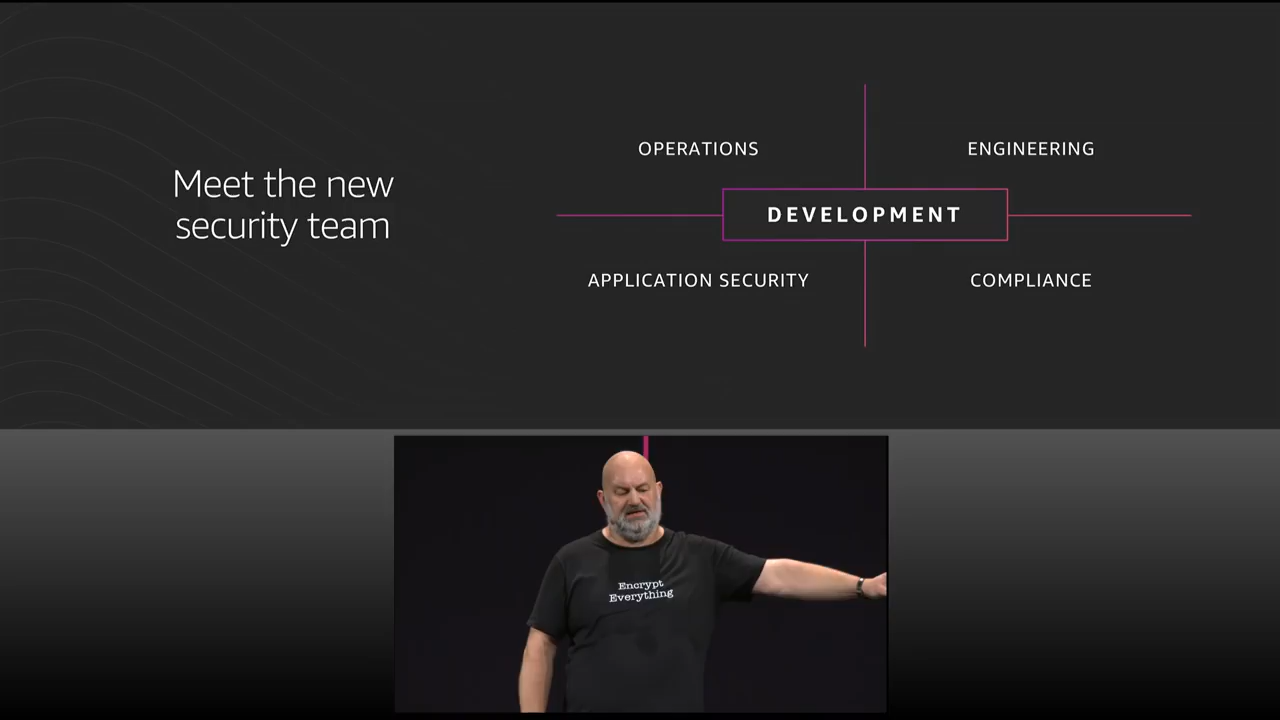 Meet the new
security team
OPERATIONS
ENGINEERING
DEVELOPMENT
APPLICATION SECURITY
COMPLIANCE
Encrypt
Everything